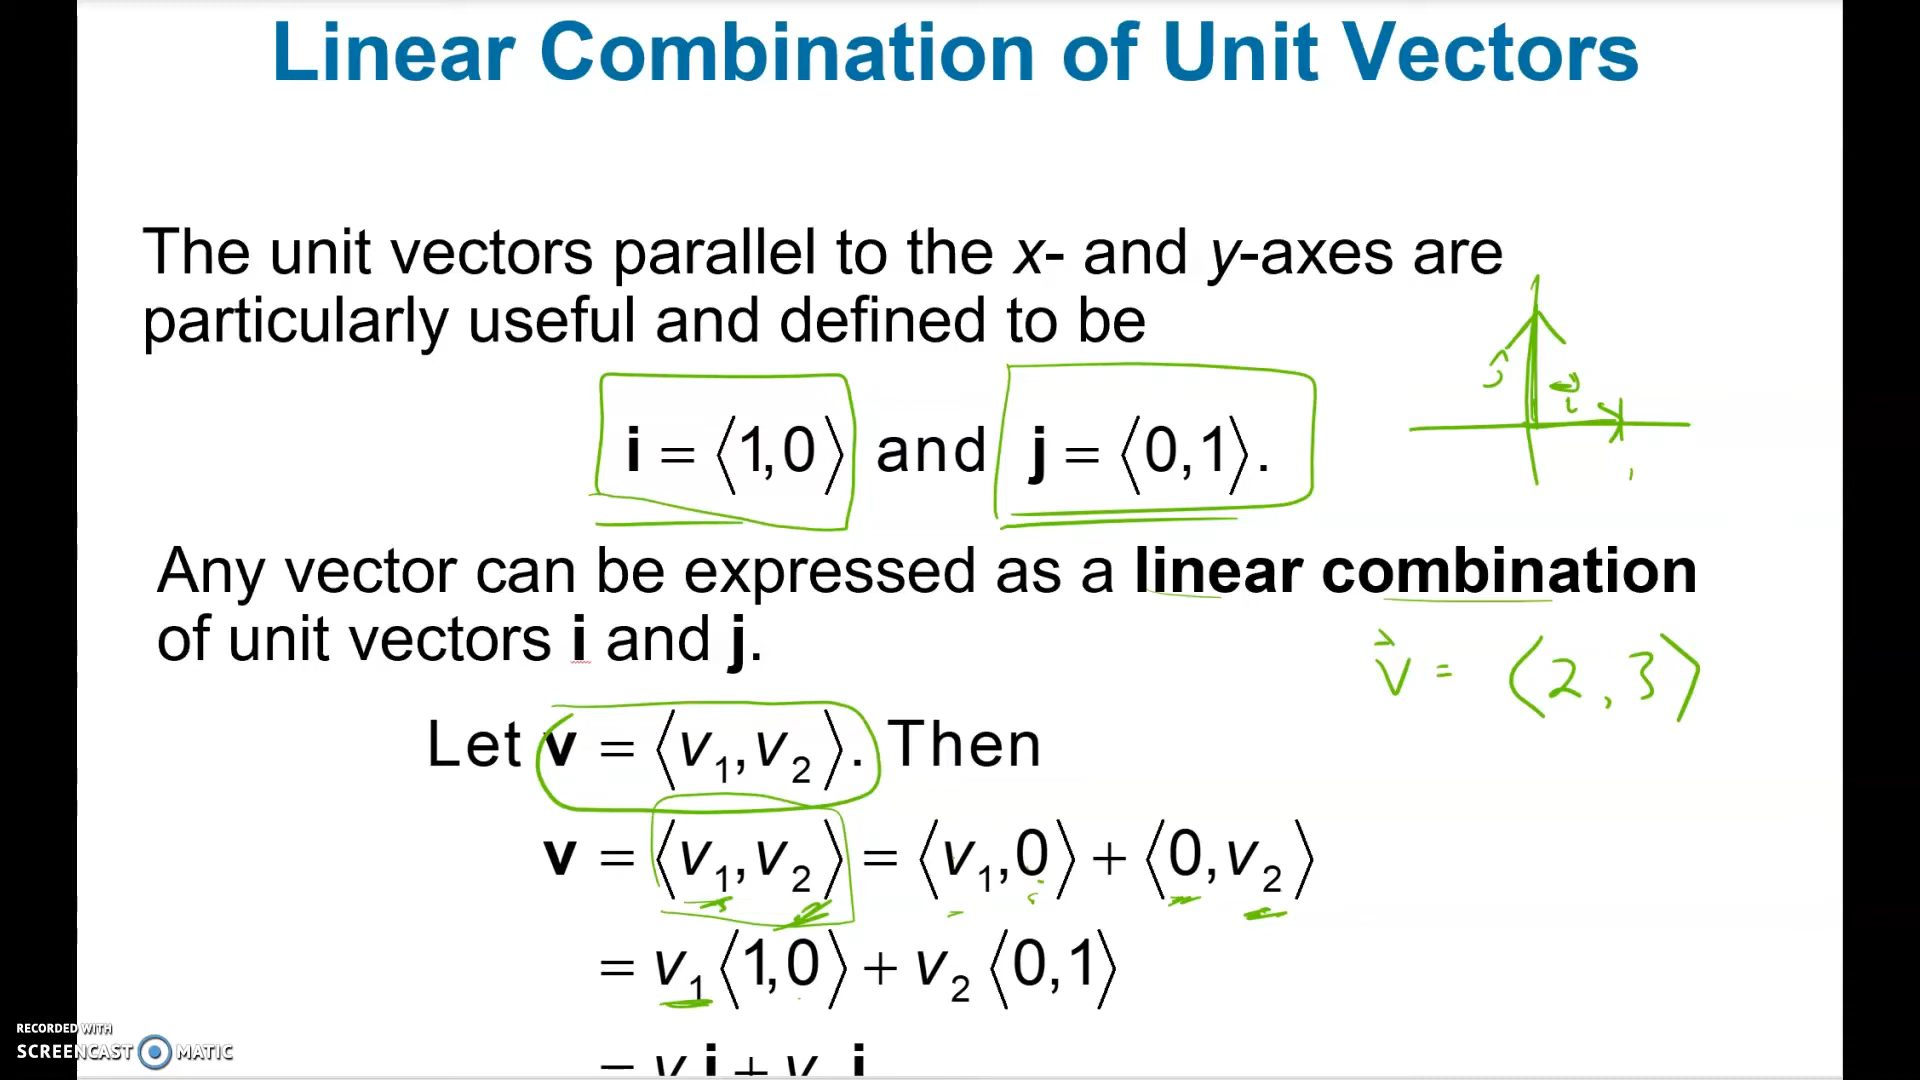 Linear Combination of Unit Vectors
The unit vectors parallel to the x- and y-axes are
particularly useful and defined to be
i = ⟨1,0⟩ and j = ⟨0,1⟩.
ĵ
i
Any vector can be expressed as a linear combination
of unit vectors i and j.
v⃗ = ⟨2, 3⟩
Let v = ⟨v₁,v₂⟩. Then
v = ⟨v₁,v₂⟩ = ⟨v₁,0⟩ + ⟨0,v₂⟩
= v₁⟨1,0⟩ + v₂⟨0,1⟩
= v i + v j
RECORDED WITH
SCREENCAST MATIC